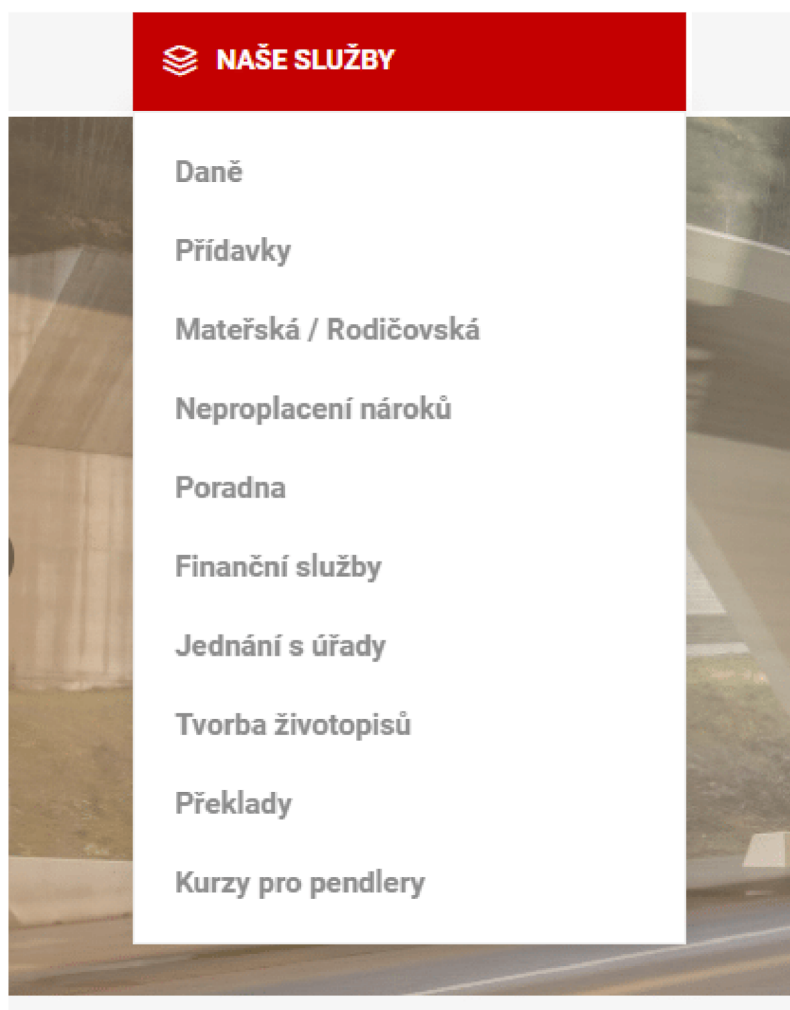 NAŠE SLUŽBY
Daně
Přídavky
Mateřská / Rodičovská
Neproplacení nároků
Poradna
Finanční služby
Jednání s úřady
Tvorba životopisů
Překlady
Kurzy pro pendlery